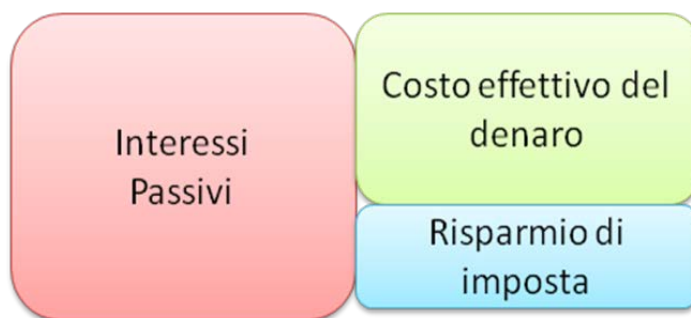 Interessi
Passivi
Costo effettivo del
denaro
Risparmio di
imposta